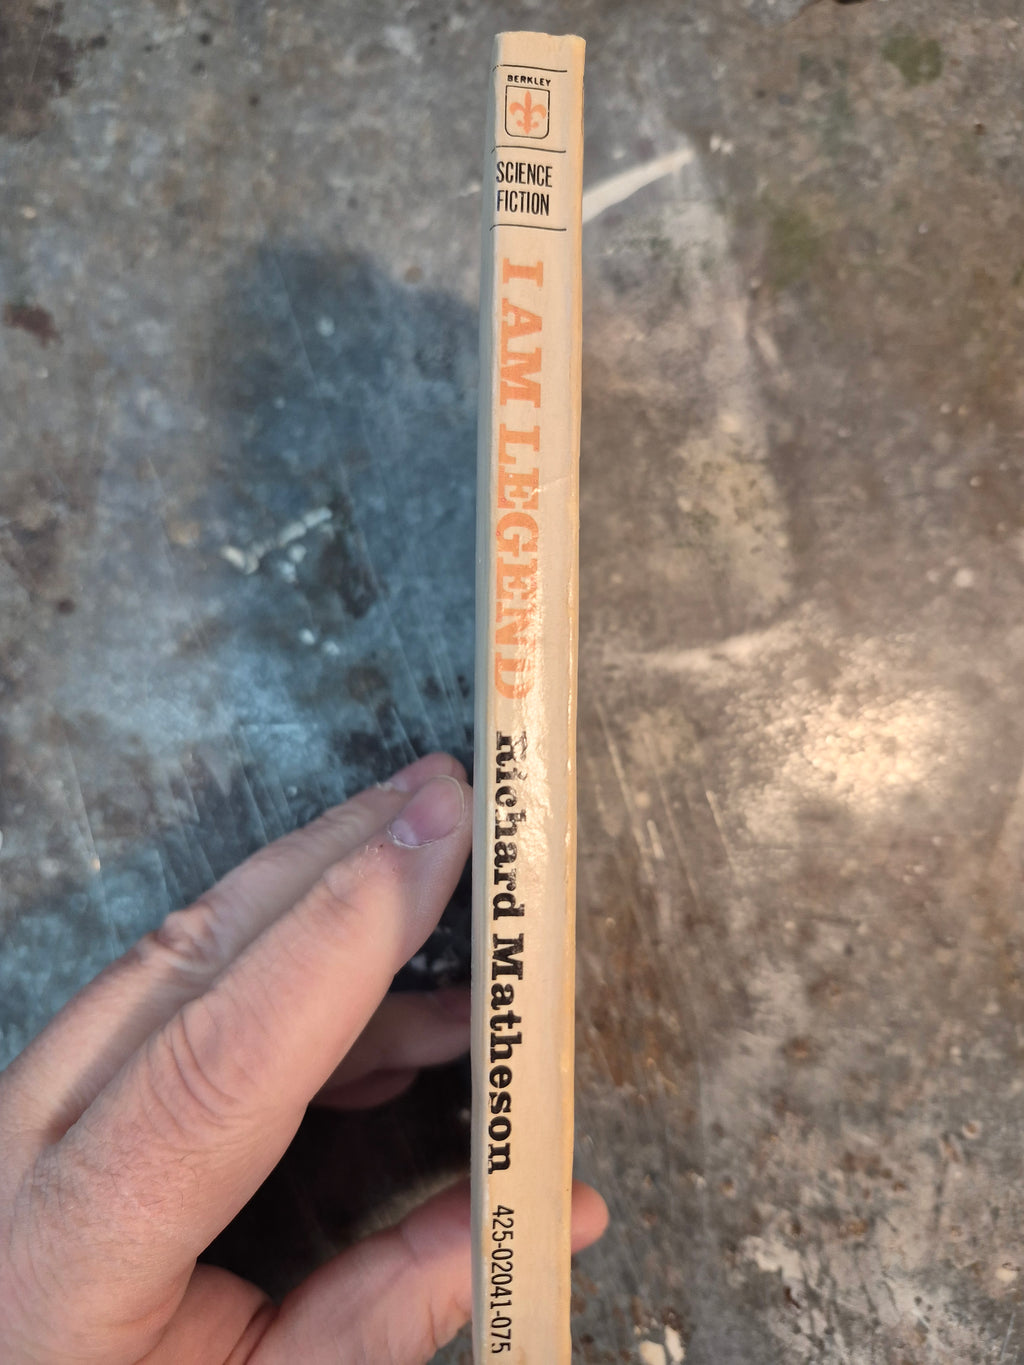 BERKLEY
SCIENCE
FICTION
I AM LEGEND
Richard Matheson
425-02041-075